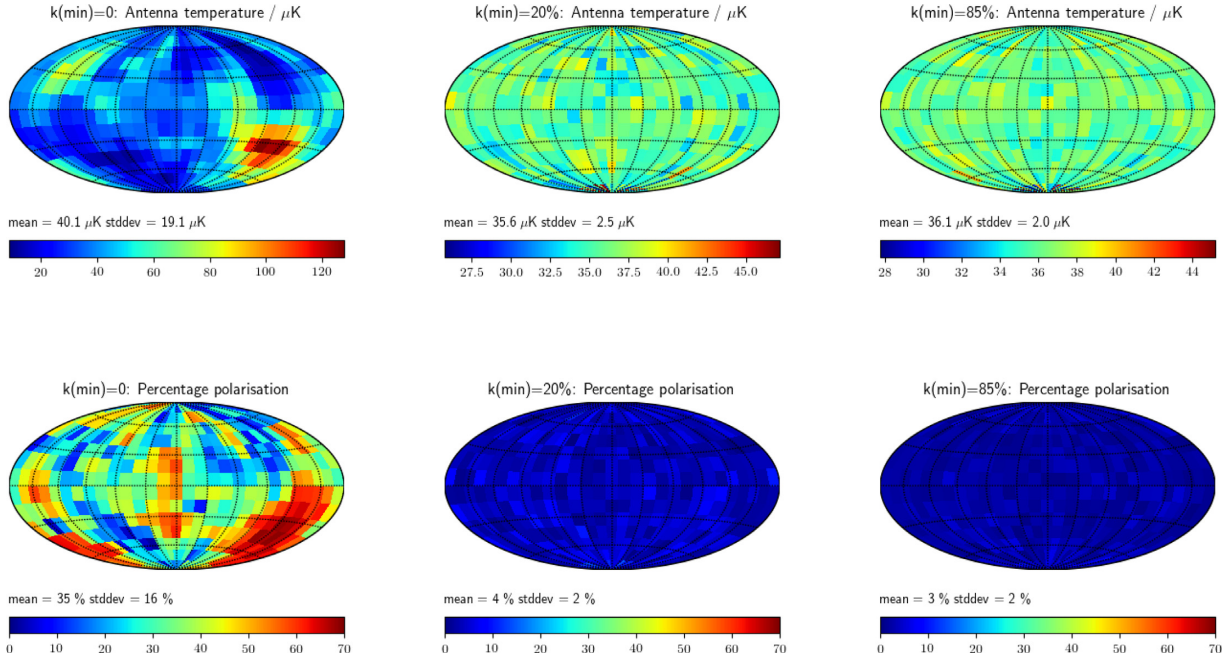 k(min)=0: Antenna temperature / μK
k(min)=20%: Antenna temperature / μK
k(min)=85%: Antenna temperature / μK
mean = 40.1 μK stddev = 19.1 μK
mean = 35.6 μK stddev = 2.5 μK
mean = 36.1 μK stddev = 2.0 μK
20 40 60 80 100 120
27.5 30.0 32.5 35.0 37.5 40.0 42.5 45.0
28 30 32 34 36 38 40 42 44
k(min)=0: Percentage polarisation
k(min)=20%: Percentage polarisation
k(min)=85%: Percentage polarisation
mean = 35 % stddev = 16 %
mean = 4 % stddev = 2 %
mean = 3 % stddev = 2 %
0 10 20 30 40 50 60 70
0 10 20 30 40 50 60 70
0 10 20 30 40 50 60 70